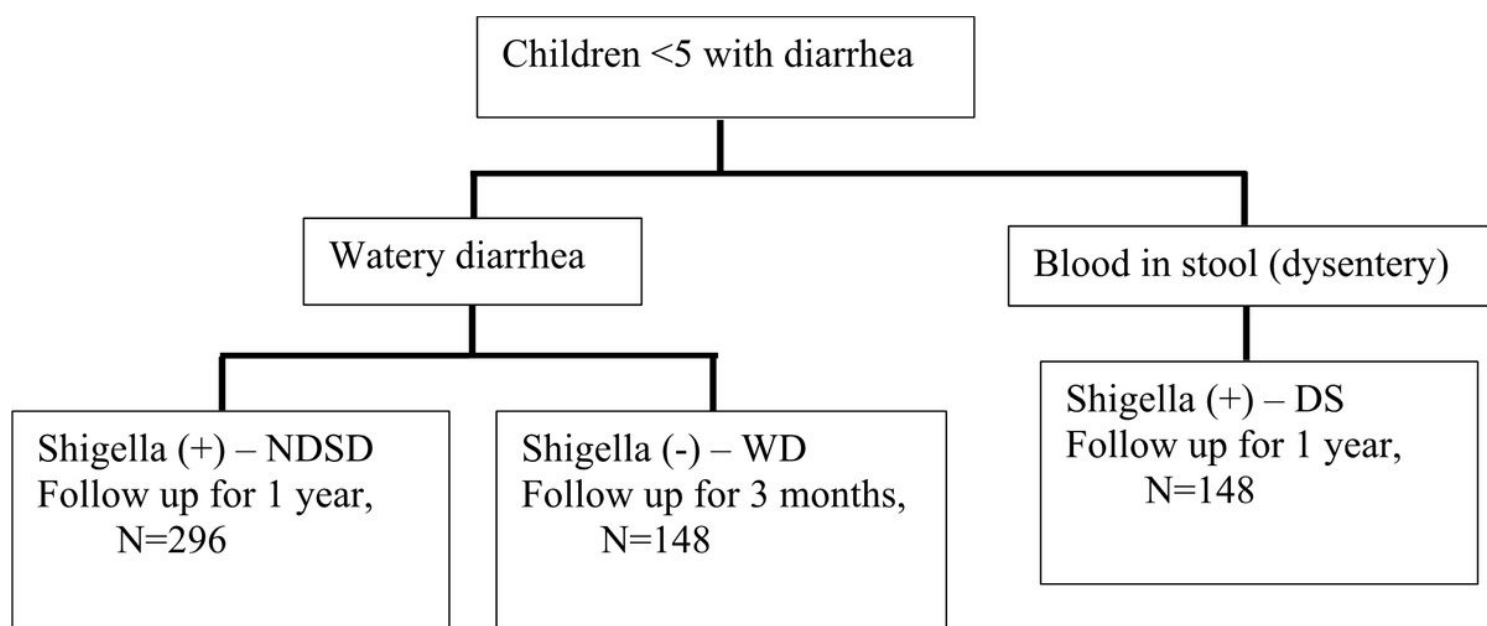 Children <5 with diarrhea
Watery diarrhea
Blood in stool (dysentery)
Shigella (+) – NDSD
Follow up for 1 year,
N=296
Shigella (-) – WD
Follow up for 3 months,
N=148
Shigella (+) – DS
Follow up for 1 year,
N=148